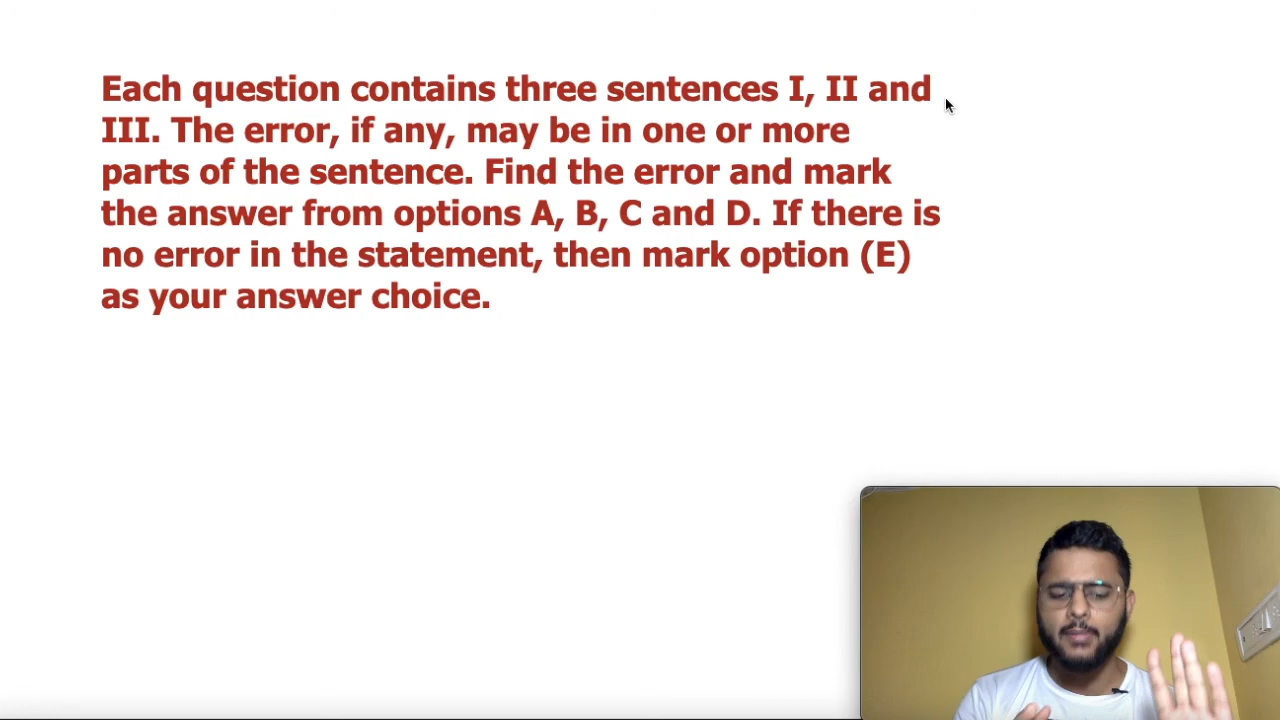 Each question contains three sentences I, II and
III. The error, if any, may be in one or more
parts of the sentence. Find the error and mark
the answer from options A, B, C and D. If there is
no error in the statement, then mark option (E)
as your answer choice.